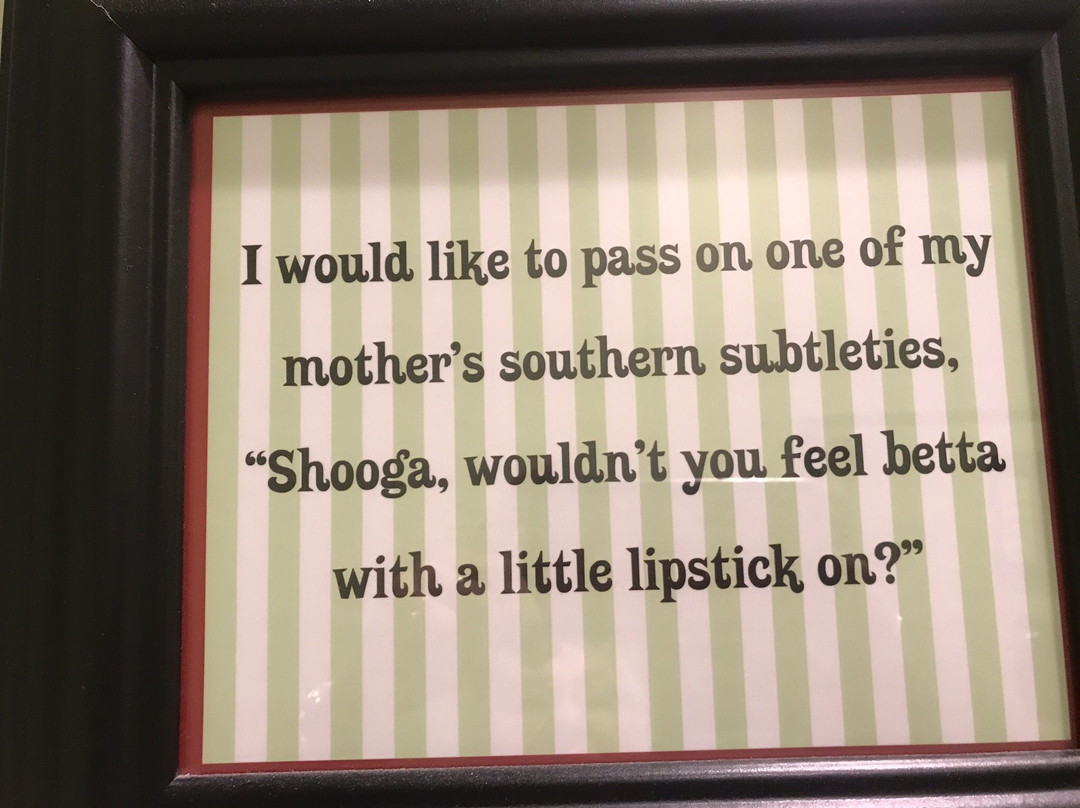 I would like to pass on one of my
mother's southern subtleties,
“Shooga, wouldn't you feel betta
with a little lipstick on?”